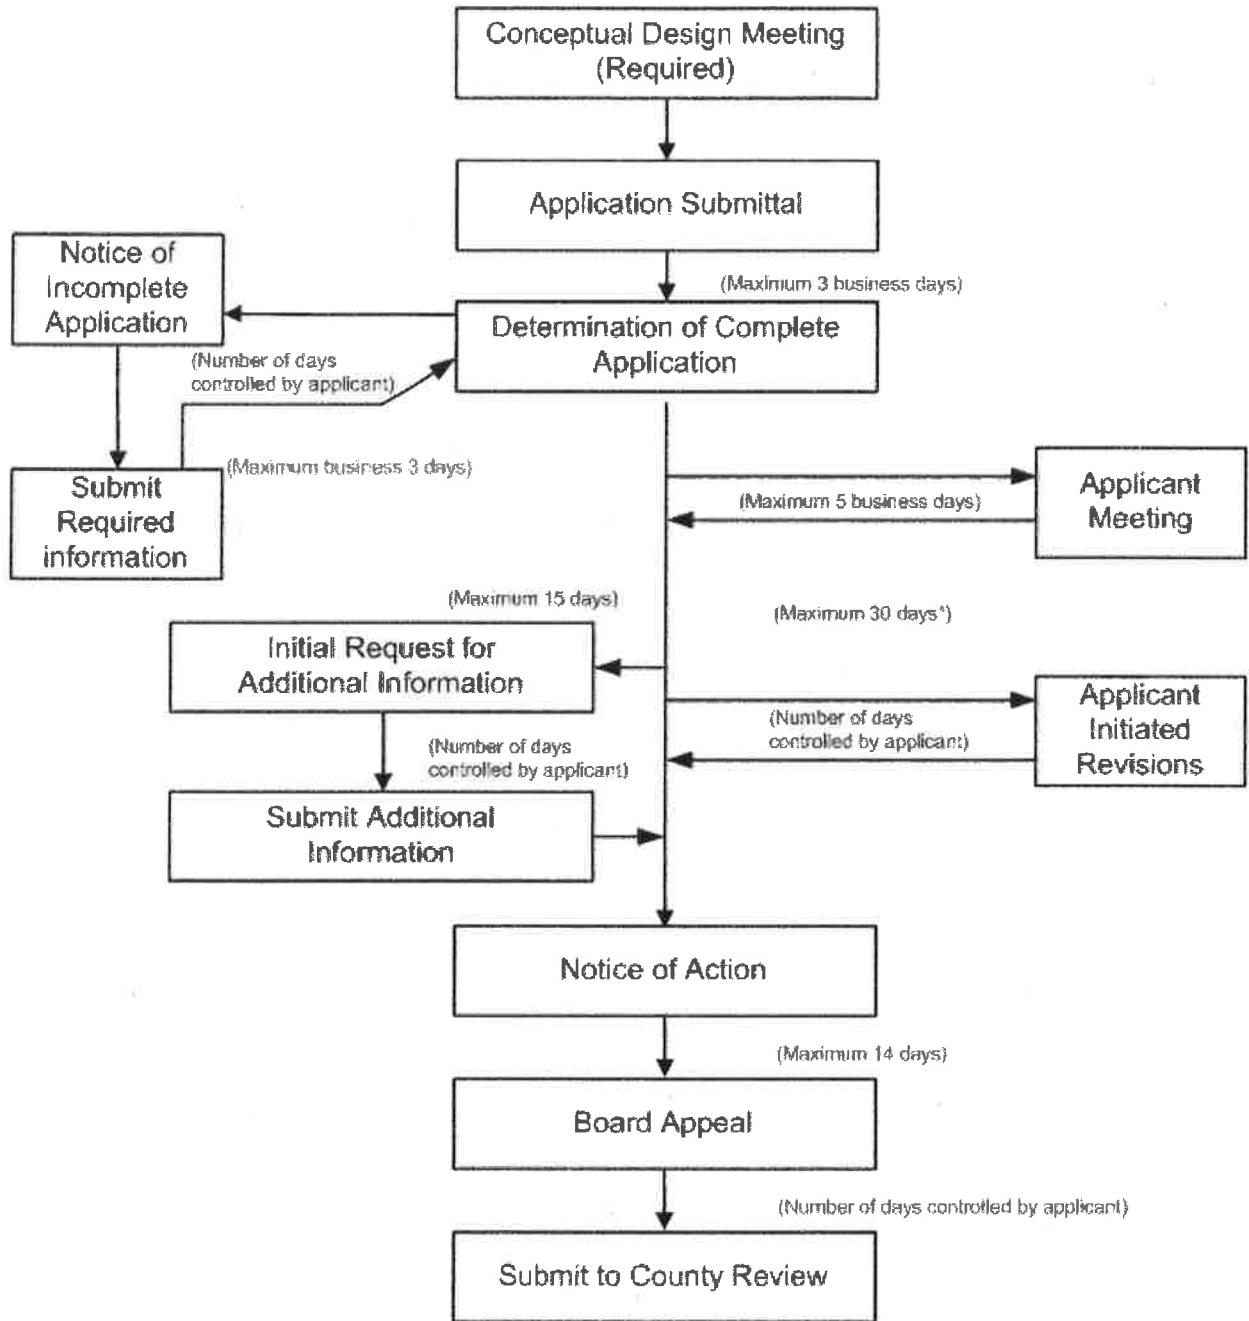 Conceptual Design Meeting
(Required)
Application Submittal
(Maximum 3 business days)
Notice of
Incomplete
Application
Determination of Complete
Application
(Number of days
controlled by applicant)
(Maximum business 3 days)
Submit
Required
information
Applicant
Meeting
(Maximum 5 business days)
(Maximum 15 days)
(Maximum 30 days*)
Initial Request for
Additional Information
Applicant
Initiated
Revisions
(Number of days
controlled by applicant)
(Number of days
controlled by applicant)
Submit Additional
Information
Notice of Action
(Maximum 14 days)
Board Appeal
(Number of days controlled by applicant)
Submit to County Review